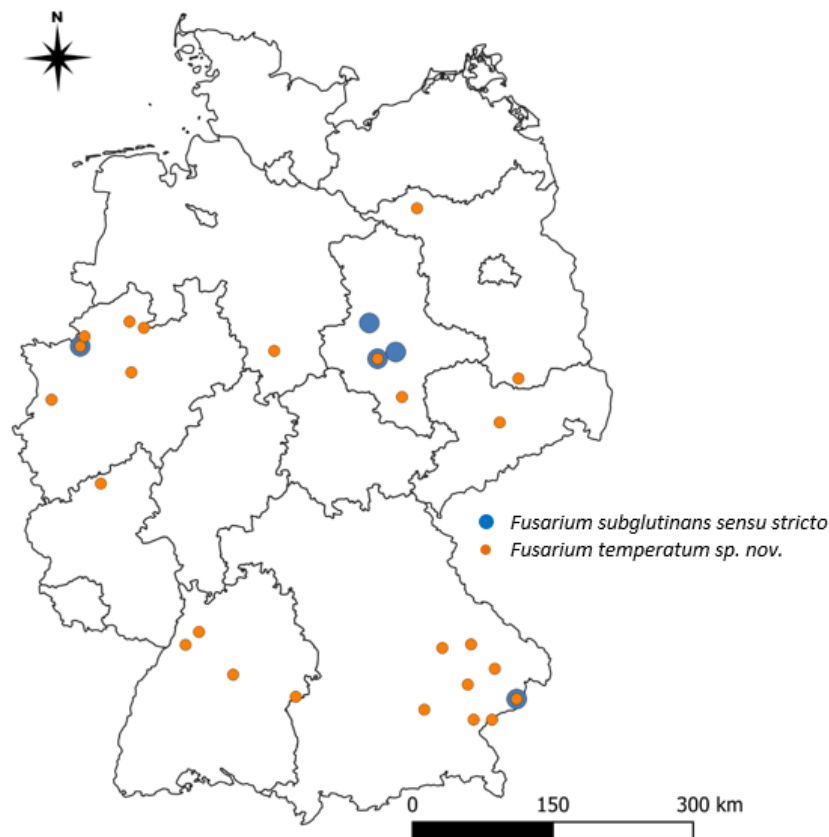 N
Fusarium subglutinans sensu stricto
Fusarium temperatum sp. nov.
0 150 300 km